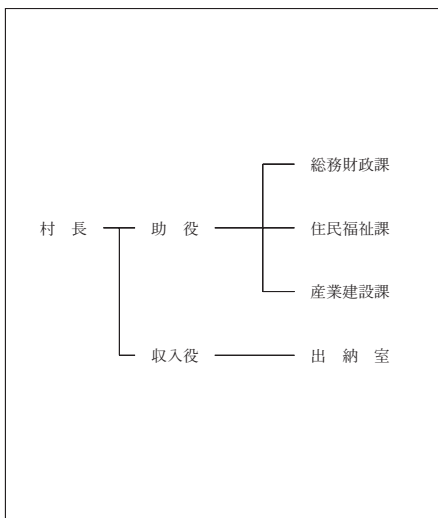 総務財政課
村　長　助　役　住民福祉課
産業建設課
収入役　出　納　室